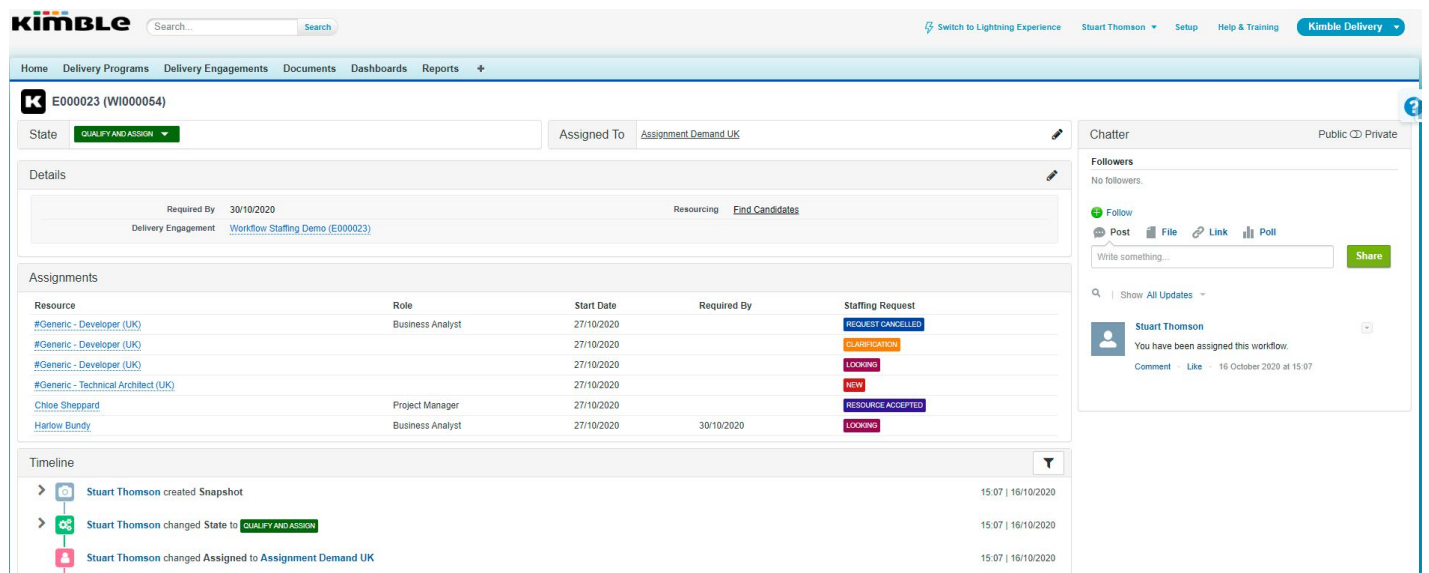 KimBLe Search... Search Switch to Lightning Experience Stuart Thomson Setup Help & Training Kimble Delivery
Home Delivery Programs Delivery Engagements Documents Dashboards Reports +
K E000023 (WI000054)
?
State QUALIFY AND ASSIGN Assigned To Assignment Demand UK
Details
Required By 30/10/2020 Resourcing Find Candidates
Delivery Engagement Workflow Staffing Demo (E000023)
Assignments
Resource Role Start Date Required By Staffing Request
#Generic - Developer (UK) Business Analyst 27/10/2020 REQUEST CANCELLED
#Generic - Developer (UK) 27/10/2020 CLARIFICATION
#Generic - Developer (UK) 27/10/2020 LOOKING
#Generic - Technical Architect (UK) 27/10/2020 NEW
Chloe Sheppard Project Manager 27/10/2020 RESOURCE ACCEPTED
Harlow Bundy Business Analyst 27/10/2020 30/10/2020 LOOKING
Timeline
Stuart Thomson created Snapshot 15:07 | 16/10/2020
Stuart Thomson changed State to QUALIFY AND ASSIGN 15:07 | 16/10/2020
Stuart Thomson changed Assigned to Assignment Demand UK 15:07 | 16/10/2020
Chatter Public Private
Followers
No followers.
Follow
Post File Link Poll
Write something... Share
Show All Updates
Stuart Thomson
You have been assigned this workflow.
Comment · Like · 16 October 2020 at 15:07